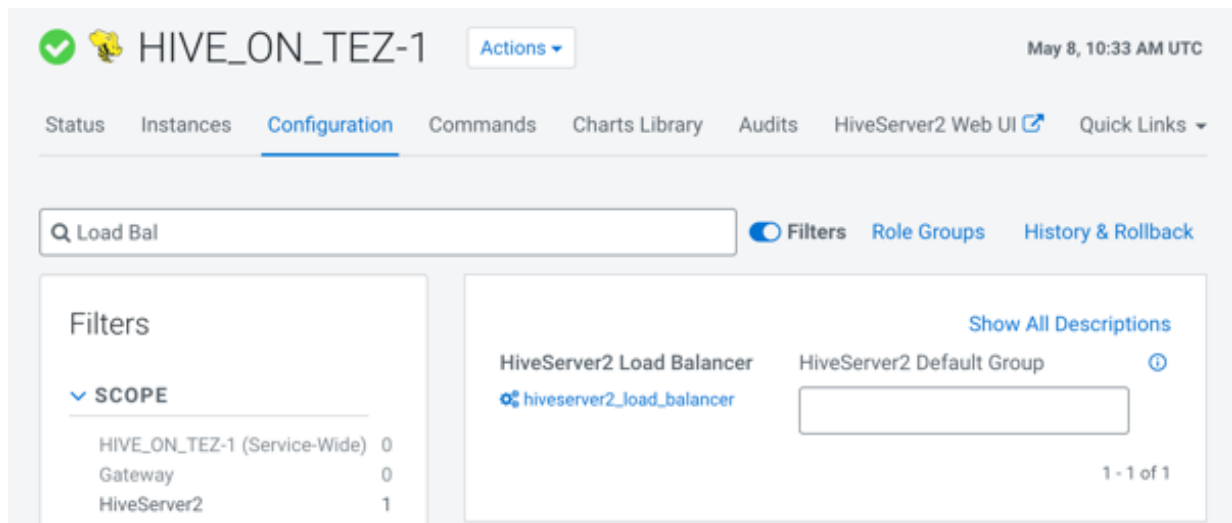 HIVE_ON_TEZ-1 Actions May 8, 10:33 AM UTC
Status Instances Configuration Commands Charts Library Audits HiveServer2 Web UI Quick Links
Load Bal Filters Role Groups History & Rollback
Filters
SCOPE
HIVE_ON_TEZ-1 (Service-Wide) 0
Gateway 0
HiveServer2 1
Show All Descriptions
HiveServer2 Load Balancer HiveServer2 Default Group
hiveserver2_load_balancer
1 - 1 of 1